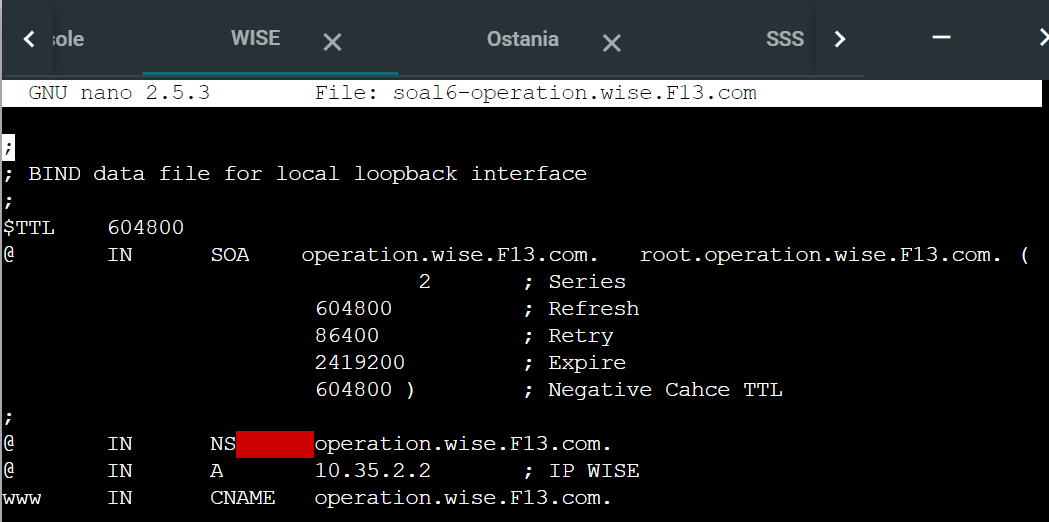 sole WISE Ostania SSS
GNU nano 2.5.3 File: soal6-operation.wise.F13.com
;
; BIND data file for local loopback interface
;
$TTL 604800
@ IN SOA operation.wise.F13.com. root.operation.wise.F13.com. (
2 ; Series
604800 ; Refresh
86400 ; Retry
2419200 ; Expire
604800 ) ; Negative Cahce TTL
;
@ IN NS operation.wise.F13.com.
@ IN A 10.35.2.2 ; IP WISE
www IN CNAME operation.wise.F13.com.